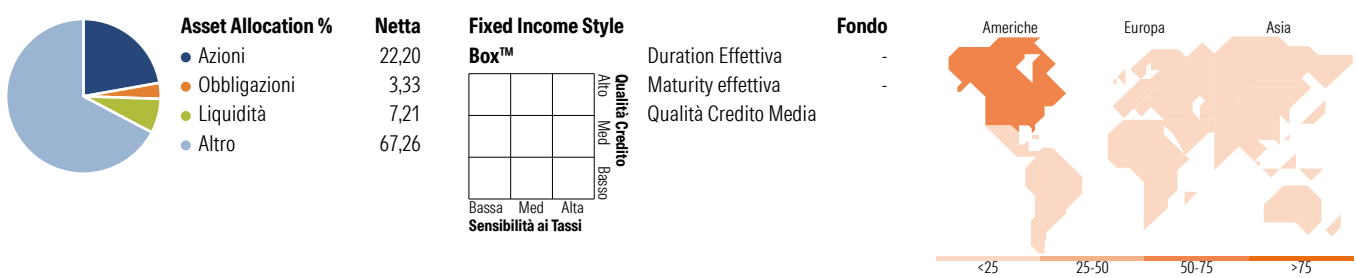 Asset Allocation % Netta
Azioni 22,20
Obbligazioni 3,33
Liquidità 7,21
Altro 67,26
Fixed Income Style
Box™
Alto Med Basso
Qualità Credito
Bassa Med Alta
Sensibilità ai Tassi
Fondo
Duration Effettiva -
Maturity effettiva -
Qualità Credito Media
Americhe Europa Asia
<25 25-50 50-75 >75